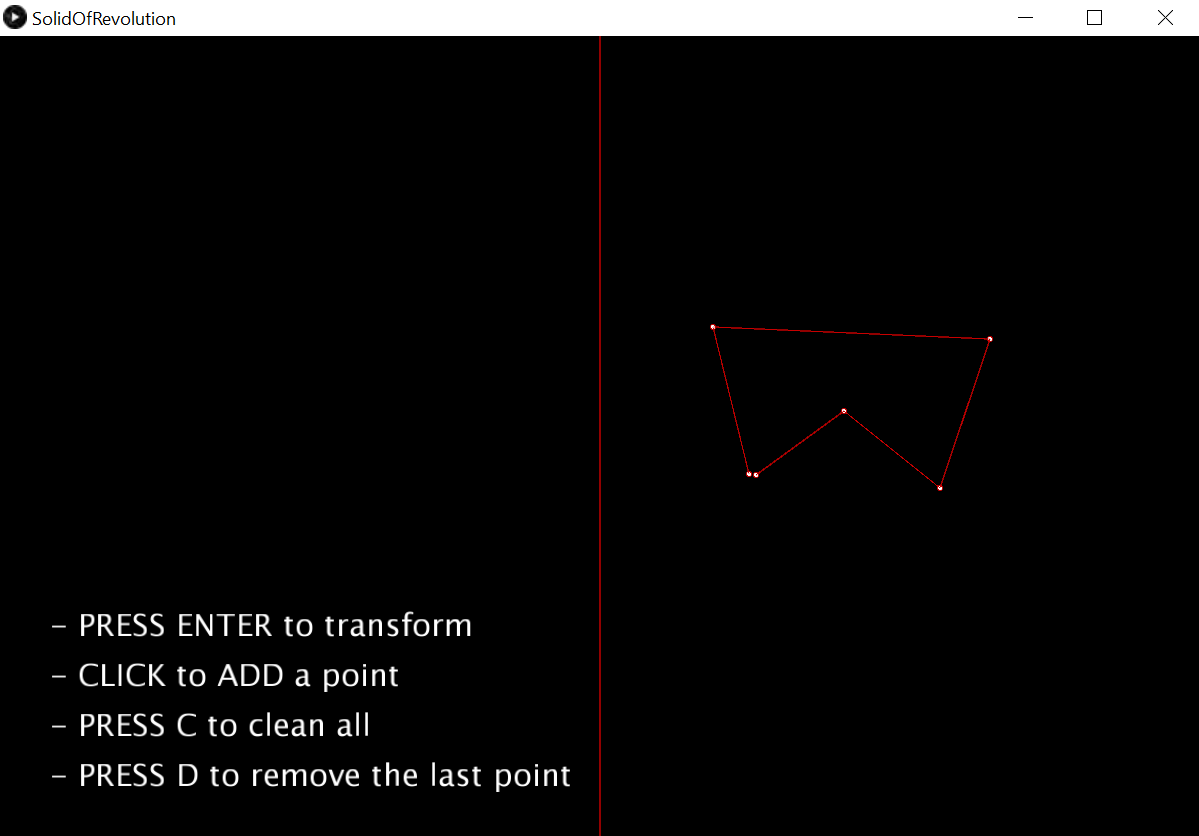 SolidOfRevolution
– PRESS ENTER to transform
– CLICK to ADD a point
– PRESS C to clean all
– PRESS D to remove the last point